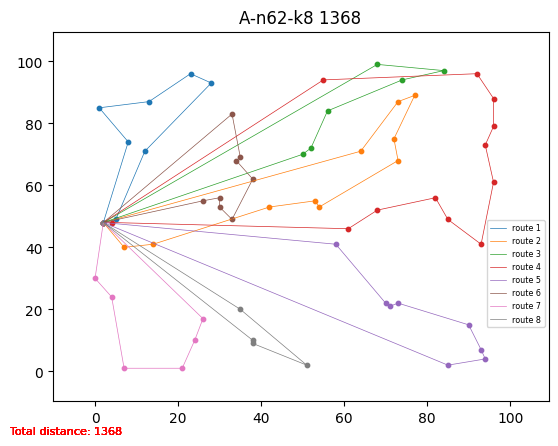 A-n62-k8 1368
100
80
60
40
20
0
0 20 40 60 80 100
route 1
route 2
route 3
route 4
route 5
route 6
route 7
route 8
Total distance: 1368